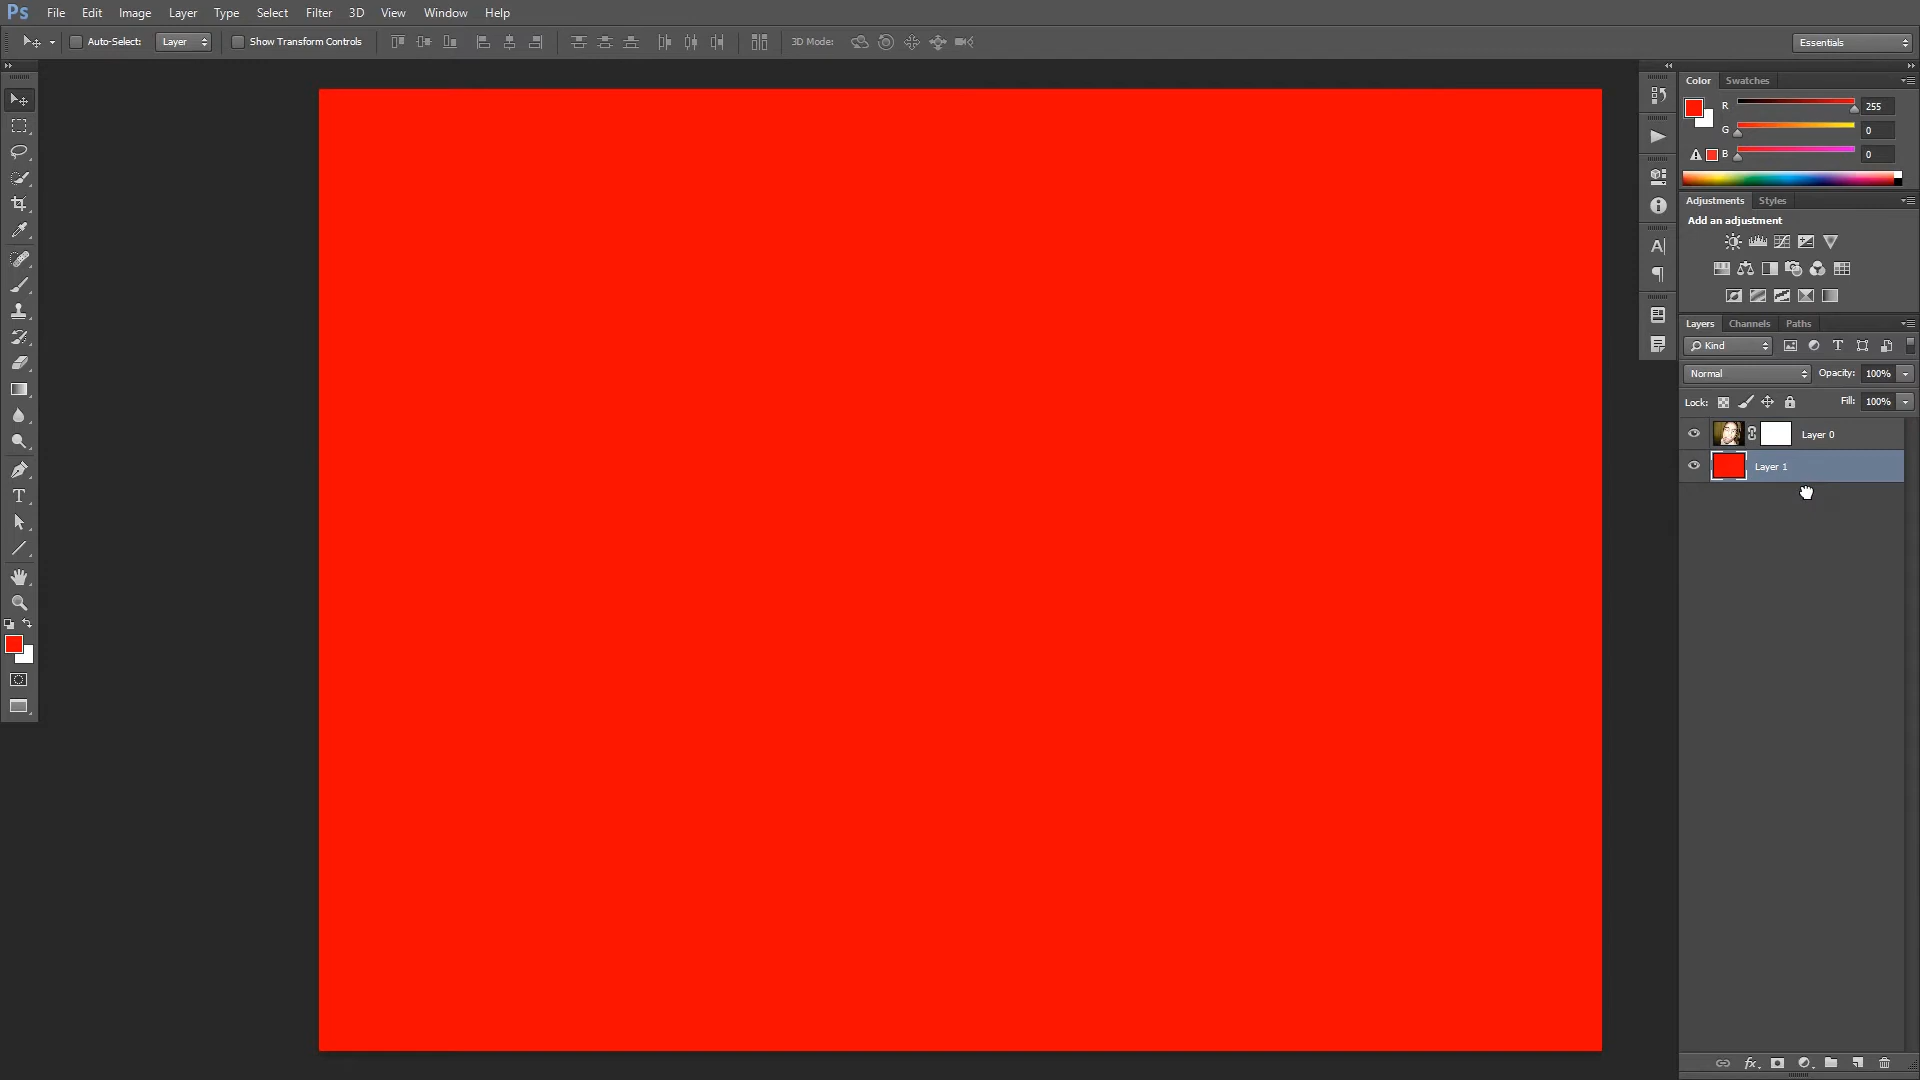 Ps File Edit Image Layer Type Select Filter 3D View Window Help
Auto-Select: Layer Show Transform Controls 3D Mode: Essentials
Color Swatches
R 255
G 0
B 0
Adjustments Styles
Add an adjustment
Layers Channels Paths
Kind
Normal Opacity: 100%
Lock: Fill: 100%
Layer 0
Layer 1